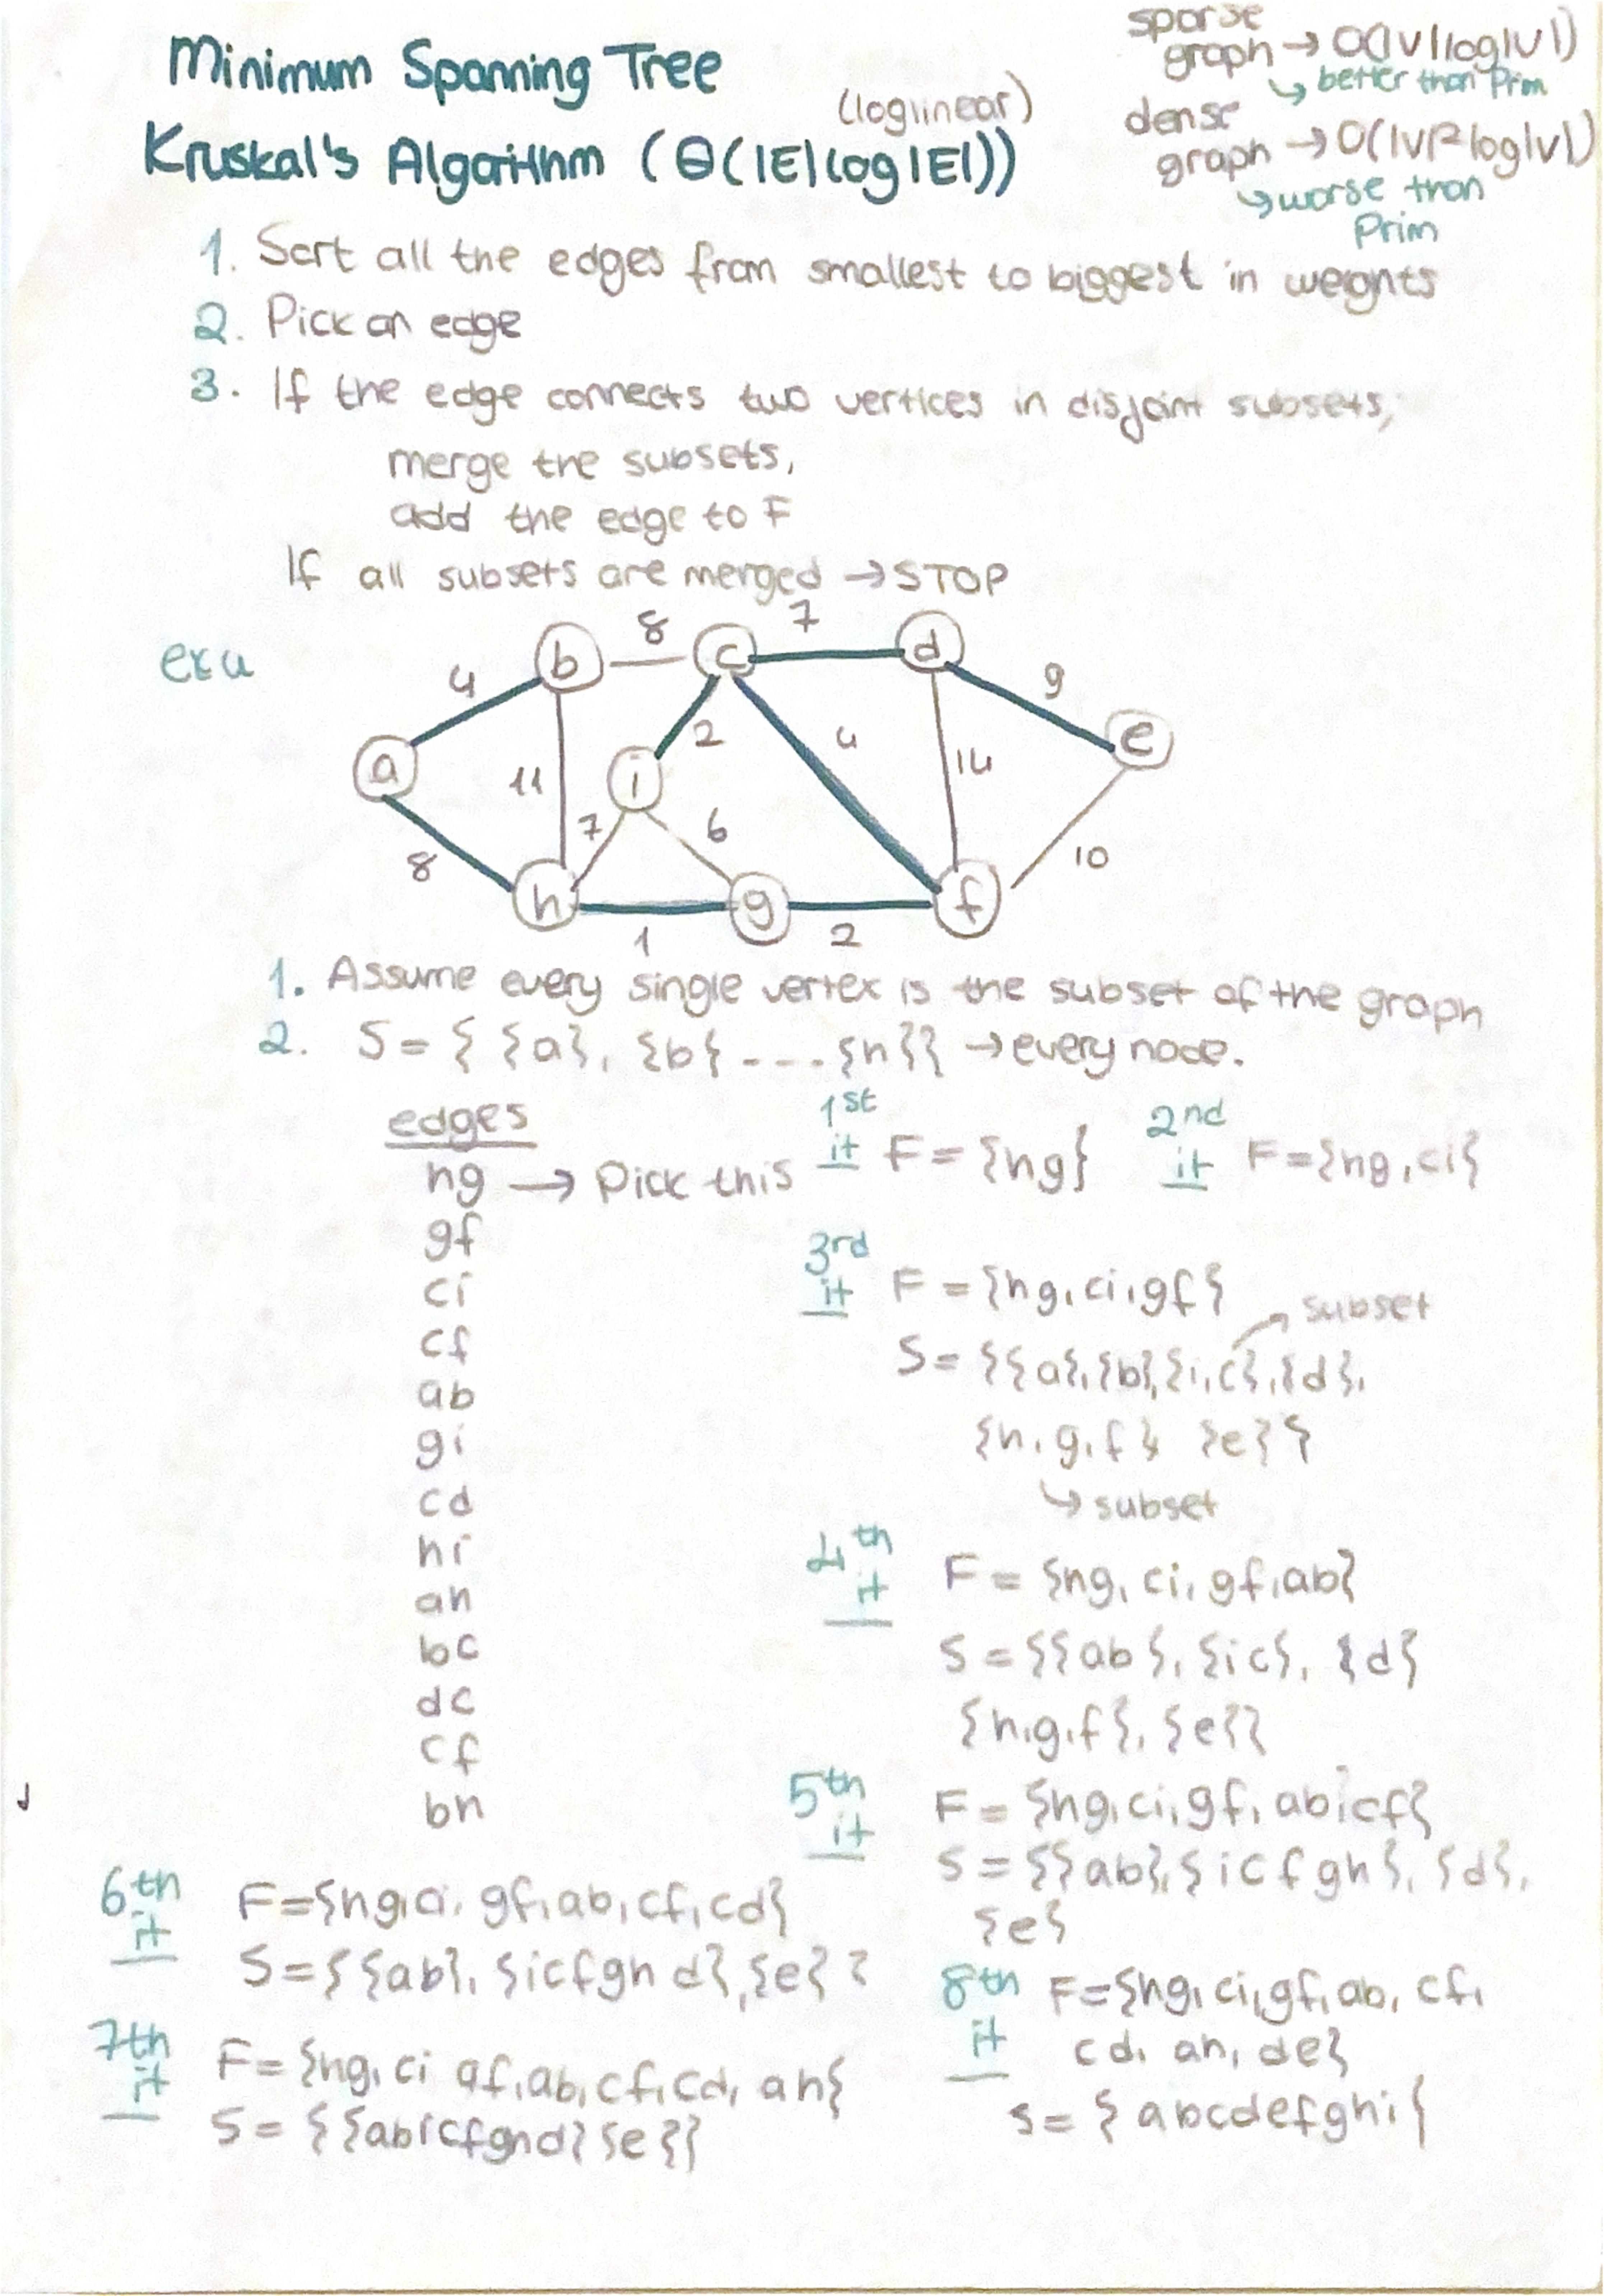 Minimum Spanning Tree
(loglinear)
Kruskal's Algorithm (Θ(|E|log|E|))
sparse
graph → O(|V|log|V|)
↳ better than Prim
dense
graph → O(|V|²log|V|)
↳ worse than
Prim
1. Sort all the edges from smallest to biggest in weights
2. Pick an edge
3. If the edge connects two vertices in disjoint subsets,
merge the subsets,
add the edge to F
If all subsets are merged → STOP
ex
4 b 8 c 7 d 9
a 11 i 2 4 14 e
8 7 6 10
h 1 g 2 f
1. Assume every single vertex is the subset of the graph
2. S = { {a}, {b} ---- {h}} → every node.
edges
hg → Pick this
gf
ci
cf
ab
gi
cd
hi
ah
bc
dc
cf
bh
1st it F = {hg}
2nd it F = {hg, ci}
3rd it F = {hg, ci, gf}
S = {{a}, {b}, {i, c}, {d}, → subset
{h, g, f} {e}}
↳ subset
4th it F = {hg, ci, gf, ab}
S = {{ab}, {ic}, {d}
{h,g,f}, {e}}
5th it F = {hg, ci, gf, ab, cf}
S = {{ab}, {icfgh}, {d},
{e}
6th it F = {hg, ci, gf, ab, cf, cd}
S = {{ab}, {icfgh d}, {e}}
7th it F = {hg, ci gf, ab, cf, cd, ah}
S = {{abicfghd} {e}}
8th it F = {hg, ci, gf, ab, cf,
cd, ah, de}
S = {abcdefghi}